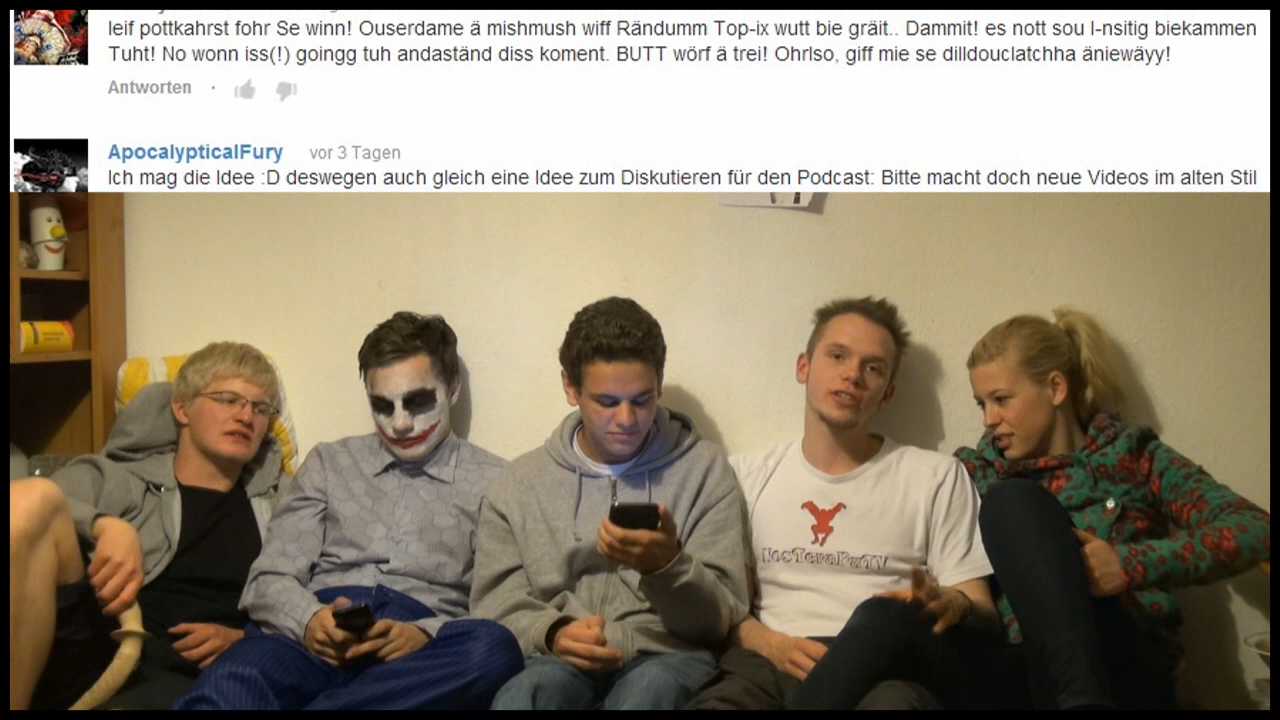 leif pottkahrst fohr Se winn! Ouserdame ä mishmush wiff Rändumm Top-ix wutt bie gräit.. Dammit! es nott sou I-nsitig biekammen
Tuht! No wonn iss(!) goingg tuh andaständ diss koment. BUTT wörf ä trei! Ohrlso, giff mie se dilldouclatchha äniewäyy!
Antworten ·
ApocalypticalFury vor 3 Tagen
Ich mag die Idee :D deswegen auch gleich eine Idee zum Diskutieren für den Podcast: Bitte macht doch neue Videos im alten Stil
NosTeraPuTV